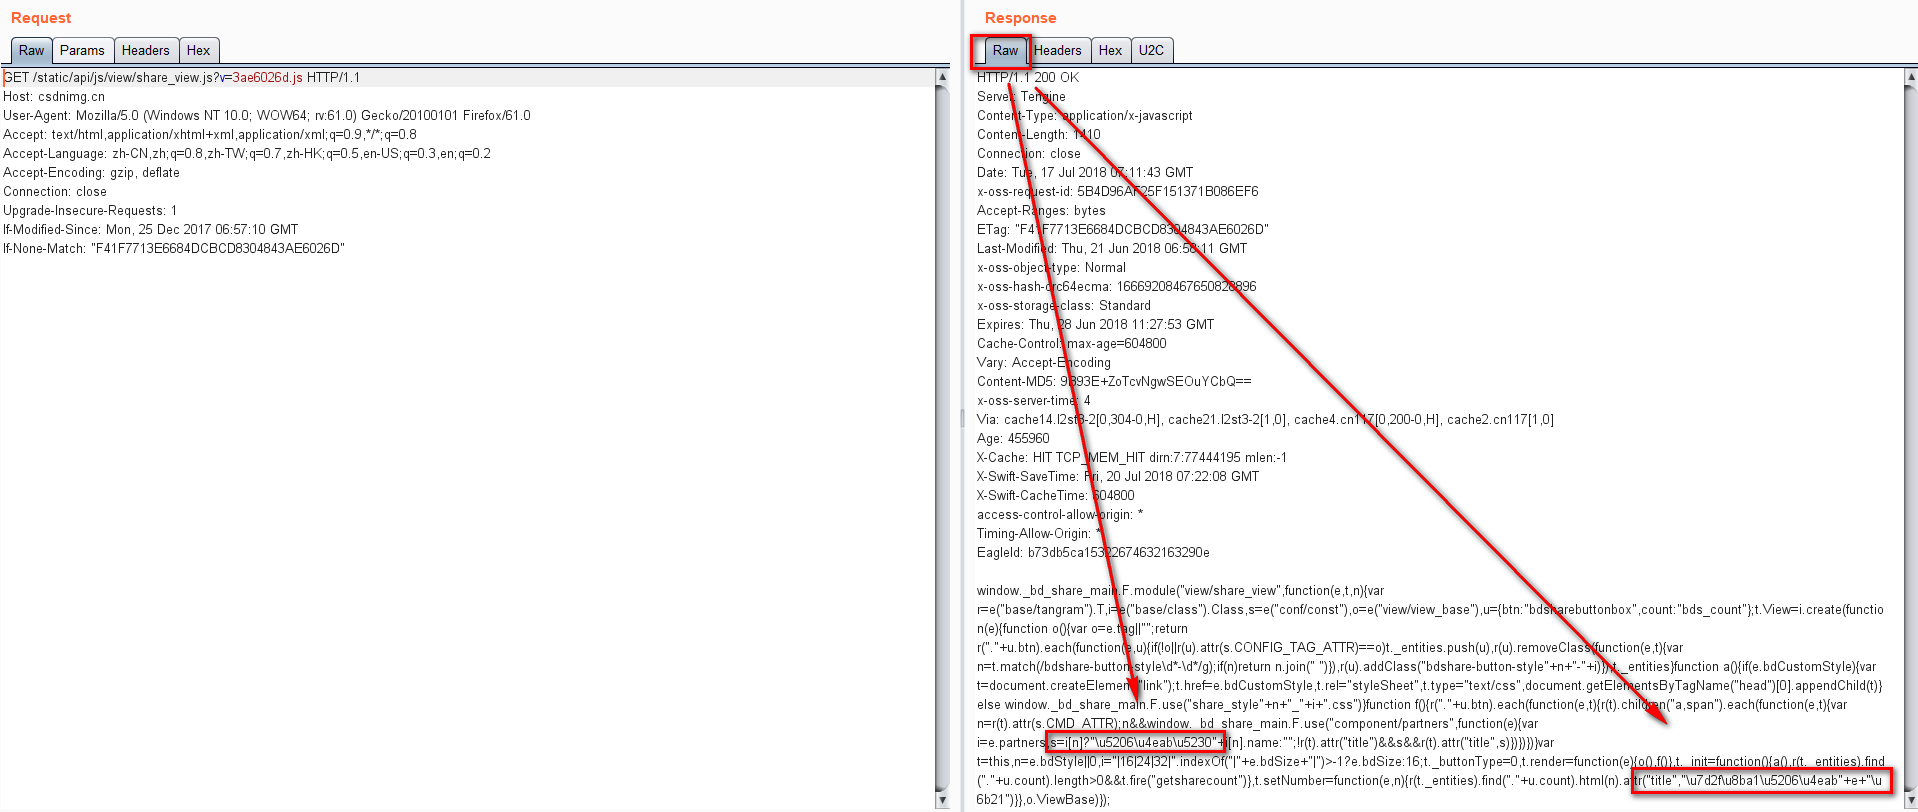 Request
Raw Params Headers Hex
GET /static/api/js/view/share_view.js?v=3ae6026d.js HTTP/1.1
Host: csdnimg.cn
User-Agent: Mozilla/5.0 (Windows NT 10.0; WOW64; rv:61.0) Gecko/20100101 Firefox/61.0
Accept: text/html,application/xhtml+xml,application/xml;q=0.9,*/*;q=0.8
Accept-Language: zh-CN,zh;q=0.8,zh-TW;q=0.7,zh-HK;q=0.5,en-US;q=0.3,en;q=0.2
Accept-Encoding: gzip, deflate
Connection: close
Upgrade-Insecure-Requests: 1
If-Modified-Since: Mon, 25 Dec 2017 06:57:10 GMT
If-None-Match: "F41F7713E6684DCBCD8304843AE6026D"
Response
Raw Headers Hex U2C
HTTP/1.1 200 OK
Server: Tengine
Content-Type: application/x-javascript
Content-Length: 1410
Connection: close
Date: Tue, 17 Jul 2018 07:11:43 GMT
x-oss-request-id: 5B4D96AF25F151371B086EF6
Accept-Ranges: bytes
ETag: "F41F7713E6684DCBCD8304843AE6026D"
Last-Modified: Thu, 21 Jun 2018 06:58:11 GMT
x-oss-object-type: Normal
x-oss-hash-crc64ecma: 16669208467650828896
x-oss-storage-class: Standard
Expires: Thu, 28 Jun 2018 11:27:53 GMT
Cache-Control: max-age=604800
Vary: Accept-Encoding
Content-MD5: 9B93E+ZoTcvNgwSEOuYCbQ==
x-oss-server-time: 4
Via: cache14.l2st3-2[0,304-0,H], cache21.l2st3-2[1,0], cache4.cn117[0,200-0,H], cache2.cn117[1,0]
Age: 455960
X-Cache: HIT TCP_MEM_HIT dirn:7:77444195 mlen:-1
X-Swift-SaveTime: Fri, 20 Jul 2018 07:22:08 GMT
X-Swift-CacheTime: 604800
access-control-allow-origin: *
Timing-Allow-Origin: *
EagleId: b73db5ca15322674632163290e
window._bd_share_main.F.module("view/share_view",function(e,t,n){var
r=e("base/tangram").T,i=e("base/class").Class,s=e("conf/const"),o=e("view/view_base"),u={btn:"bdsharebuttonbox",count:"bds_count"};t.View=i.create(functio
n(e){function o(){var o=e.tag||"";return
r("."+u.btn).each(function(e,u){if(!o||r(u).attr(s.CONFIG_TAG_ATTR)==o)t._entities.push(u),r(u).removeClass(function(e,t){var
n=t.match(/bdshare-button-style\d*-\d*/g);if(n)return n.join(" ")}),r(u).addClass("bdshare-button-style"+n+"-"+i)}),t._entities}function a(){if(e.bdCustomStyle){var
t=document.createElement("link");t.href=e.bdCustomStyle,t.rel="styleSheet",t.type="text/css",document.getElementsByTagName("head")[0].appendChild(t)}
else window._bd_share_main.F.use("share_style"+n+"_"+i+".css")}function f(){r("."+u.btn).each(function(e,t){r(t).children("a,span").each(function(e,t){var
n=r(t).attr(s.CMD_ATTR);n&&window._bd_share_main.F.use("component/partners",function(e){var
i=e.partners,s=i[n]?"\u5206\u4eab\u5230"+i[n].name:"";!r(t).attr("title")&&s&&r(t).attr("title",s)})})})}var
t=this,n=e.bdStyle||0,i="|16|24|32|".indexOf("|"+e.bdSize+"|")>-1?e.bdSize:16;t._buttonType=0,t.render=function(e){o(),f()},t._init=function(){a(),r(t._entities).find
("."+u.count).length>0&&t.fire("getsharecount")},t.setNumber=function(e,n){r(t._entities).find("."+u.count).html(n).attr("title","\u7d2f\u8ba1\u5206\u4eab"+e+"\u
6b21")}},o.ViewBase)});